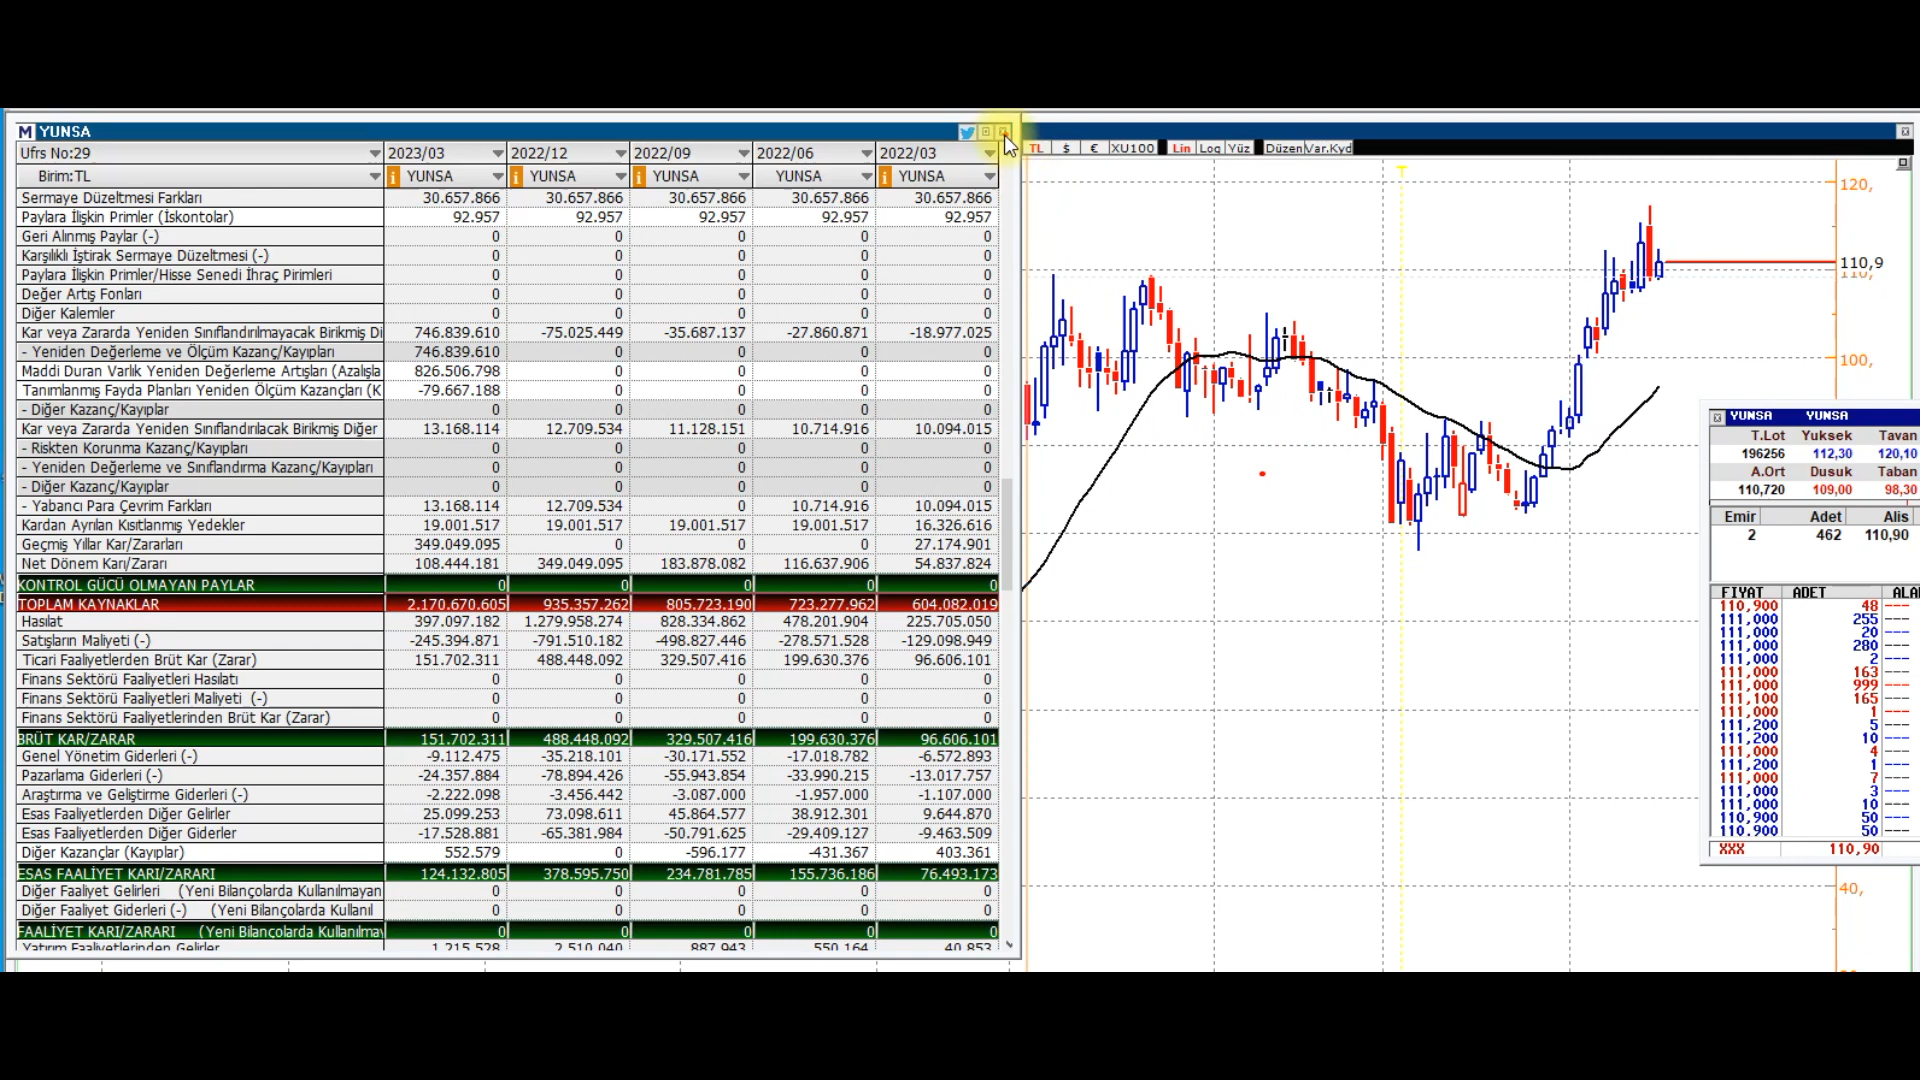 M YUNSA
Ufrs No:29 2023/03 2022/12 2022/09 2022/06 2022/03
Birim:TL YUNSA YUNSA YUNSA YUNSA YUNSA
Sermaye Düzeltmesi Farkları 30.657.866 30.657.866 30.657.866 30.657.866 30.657.866
Paylara İlişkin Primler (İskontolar) 92.957 92.957 92.957 92.957 92.957
Geri Alınmış Paylar (-) 0 0 0 0 0
Karşılıklı İştirak Sermaye Düzeltmesi (-) 0 0 0 0 0
Paylara İlişkin Primler/Hisse Senedi İhraç Pirimleri 0 0 0 0 0
Değer Artış Fonları 0 0 0 0 0
Diğer Kalemler 0 0 0 0 0
Kar veya Zararda Yeniden Sınıflandırılmayacak Birikmiş Di 746.839.610 -75.025.449 -35.687.137 -27.860.871 -18.977.025
- Yeniden Değerleme ve Ölçüm Kazanç/Kayıpları 746.839.610 0 0 0 0
Maddi Duran Varlık Yeniden Değerleme Artışları (Azalışla 826.506.798 0 0 0 0
Tanımlanmış Fayda Planları Yeniden Ölçüm Kazançları (K -79.667.188 0 0 0 0
- Diğer Kazanç/Kayıplar 0 0 0 0 0
Kar veya Zararda Yeniden Sınıflandırılacak Birikmiş Diğer 13.168.114 12.709.534 11.128.151 10.714.916 10.094.015
- Riskten Korunma Kazanç/Kayıpları 0 0 0 0 0
- Yeniden Değerleme ve Sınıflandırma Kazanç/Kayıpları 0 0 0 0 0
- Diğer Kazanç/Kayıplar 0 0 0 0 0
- Yabancı Para Çevrim Farkları 13.168.114 12.709.534 0 10.714.916 10.094.015
Kardan Ayrılan Kısıtlanmış Yedekler 19.001.517 19.001.517 19.001.517 19.001.517 16.326.616
Geçmiş Yıllar Kar/Zararları 349.049.095 0 0 0 27.174.901
Net Dönem Karı/Zararı 108.444.181 349.049.095 183.878.082 116.637.906 54.837.824
KONTROL GÜCÜ OLMAYAN PAYLAR 0 0 0 0 0
TOPLAM KAYNAKLAR 2.170.670.605 935.357.262 805.723.190 723.277.962 604.082.019
Hasılat 397.097.182 1.279.958.274 828.334.862 478.201.904 225.705.050
Satışların Maliyeti (-) -245.394.871 -791.510.182 -498.827.446 -278.571.528 -129.098.949
Ticari Faaliyetlerden Brüt Kar (Zarar) 151.702.311 488.448.092 329.507.416 199.630.376 96.606.101
Finans Sektörü Faaliyetleri Hasılatı 0 0 0 0 0
Finans Sektörü Faaliyetleri Maliyeti (-) 0 0 0 0 0
Finans Sektörü Faaliyetlerinden Brüt Kar (Zarar) 0 0 0 0 0
BRÜT KAR/ZARAR 151.702.311 488.448.092 329.507.416 199.630.376 96.606.101
Genel Yönetim Giderleri (-) -9.112.475 -35.218.101 -30.171.552 -17.018.782 -6.572.893
Pazarlama Giderleri (-) -24.357.884 -78.894.426 -55.943.854 -33.990.215 -13.017.757
Araştırma ve Geliştirme Giderleri (-) -2.222.098 -3.456.442 -3.087.000 -1.957.000 -1.107.000
Esas Faaliyetlerden Diğer Gelirler 25.099.253 73.098.611 45.864.577 38.912.301 9.644.870
Esas Faaliyetlerden Diğer Giderler -17.528.881 -65.381.984 -50.791.625 -29.409.127 -9.463.509
Diğer Kazançlar (Kayıplar) 552.579 0 -596.177 -431.367 403.361
ESAS FAALİYET KARI/ZARARI 124.132.805 378.595.750 234.781.785 155.736.186 76.493.173
Diğer Faaliyet Gelirleri (Yeni Bilançolarda Kullanılmayan 0 0 0 0 0
Diğer Faaliyet Giderleri (-) (Yeni Bilançolarda Kullanıl 0 0 0 0 0
FAALİYET KARI/ZARARI (Yeni Bilançolarda Kullanılmay 0 0 0 0 0
Yatırım Faaliyetlerinden Gelirler 1.215.528 2.510.040 887.943 550.164 40.853
TL $ € XU100 Lin Log Yüz Düzen Var.Kyd
120,
110,9
110,
100,
40,
YUNSA YUNSA
T.Lot Yuksek Tavan
196256 112,30 120,10
A.Ort Dusuk Taban
110,720 109,00 98,30
Emir Adet Alis
2 462 110,90
FIYAT ADET ALA
110,900 48 ---
111,000 255 ---
111,000 20 ---
111,000 280 ---
111,000 2 ---
111,000 163 ---
111,000 999 ---
111,100 165 ---
111,000 1 ---
111,200 5 ---
111,200 10 ---
111,000 4 ---
111,200 1 ---
111,000 7 ---
111,000 3 ---
111,000 10 ---
110,900 50 ---
110,900 50 ---
XXX 110,90